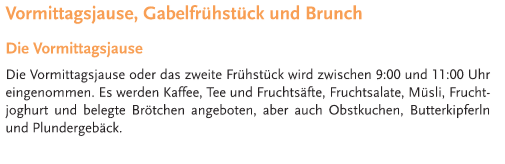 Vormittagsjause, Gabelfrühstück und Brunch
Die Vormittagsjause
Die Vormittagsjause oder das zweite Frühstück wird zwischen 9:00 und 11:00 Uhr
eingenommen. Es werden Kaffee, Tee und Fruchtsäfte, Fruchtsalate, Müsli, Frucht-
joghurt und belegte Brötchen angeboten, aber auch Obstkuchen, Butterkipferln
und Plundergebäck.